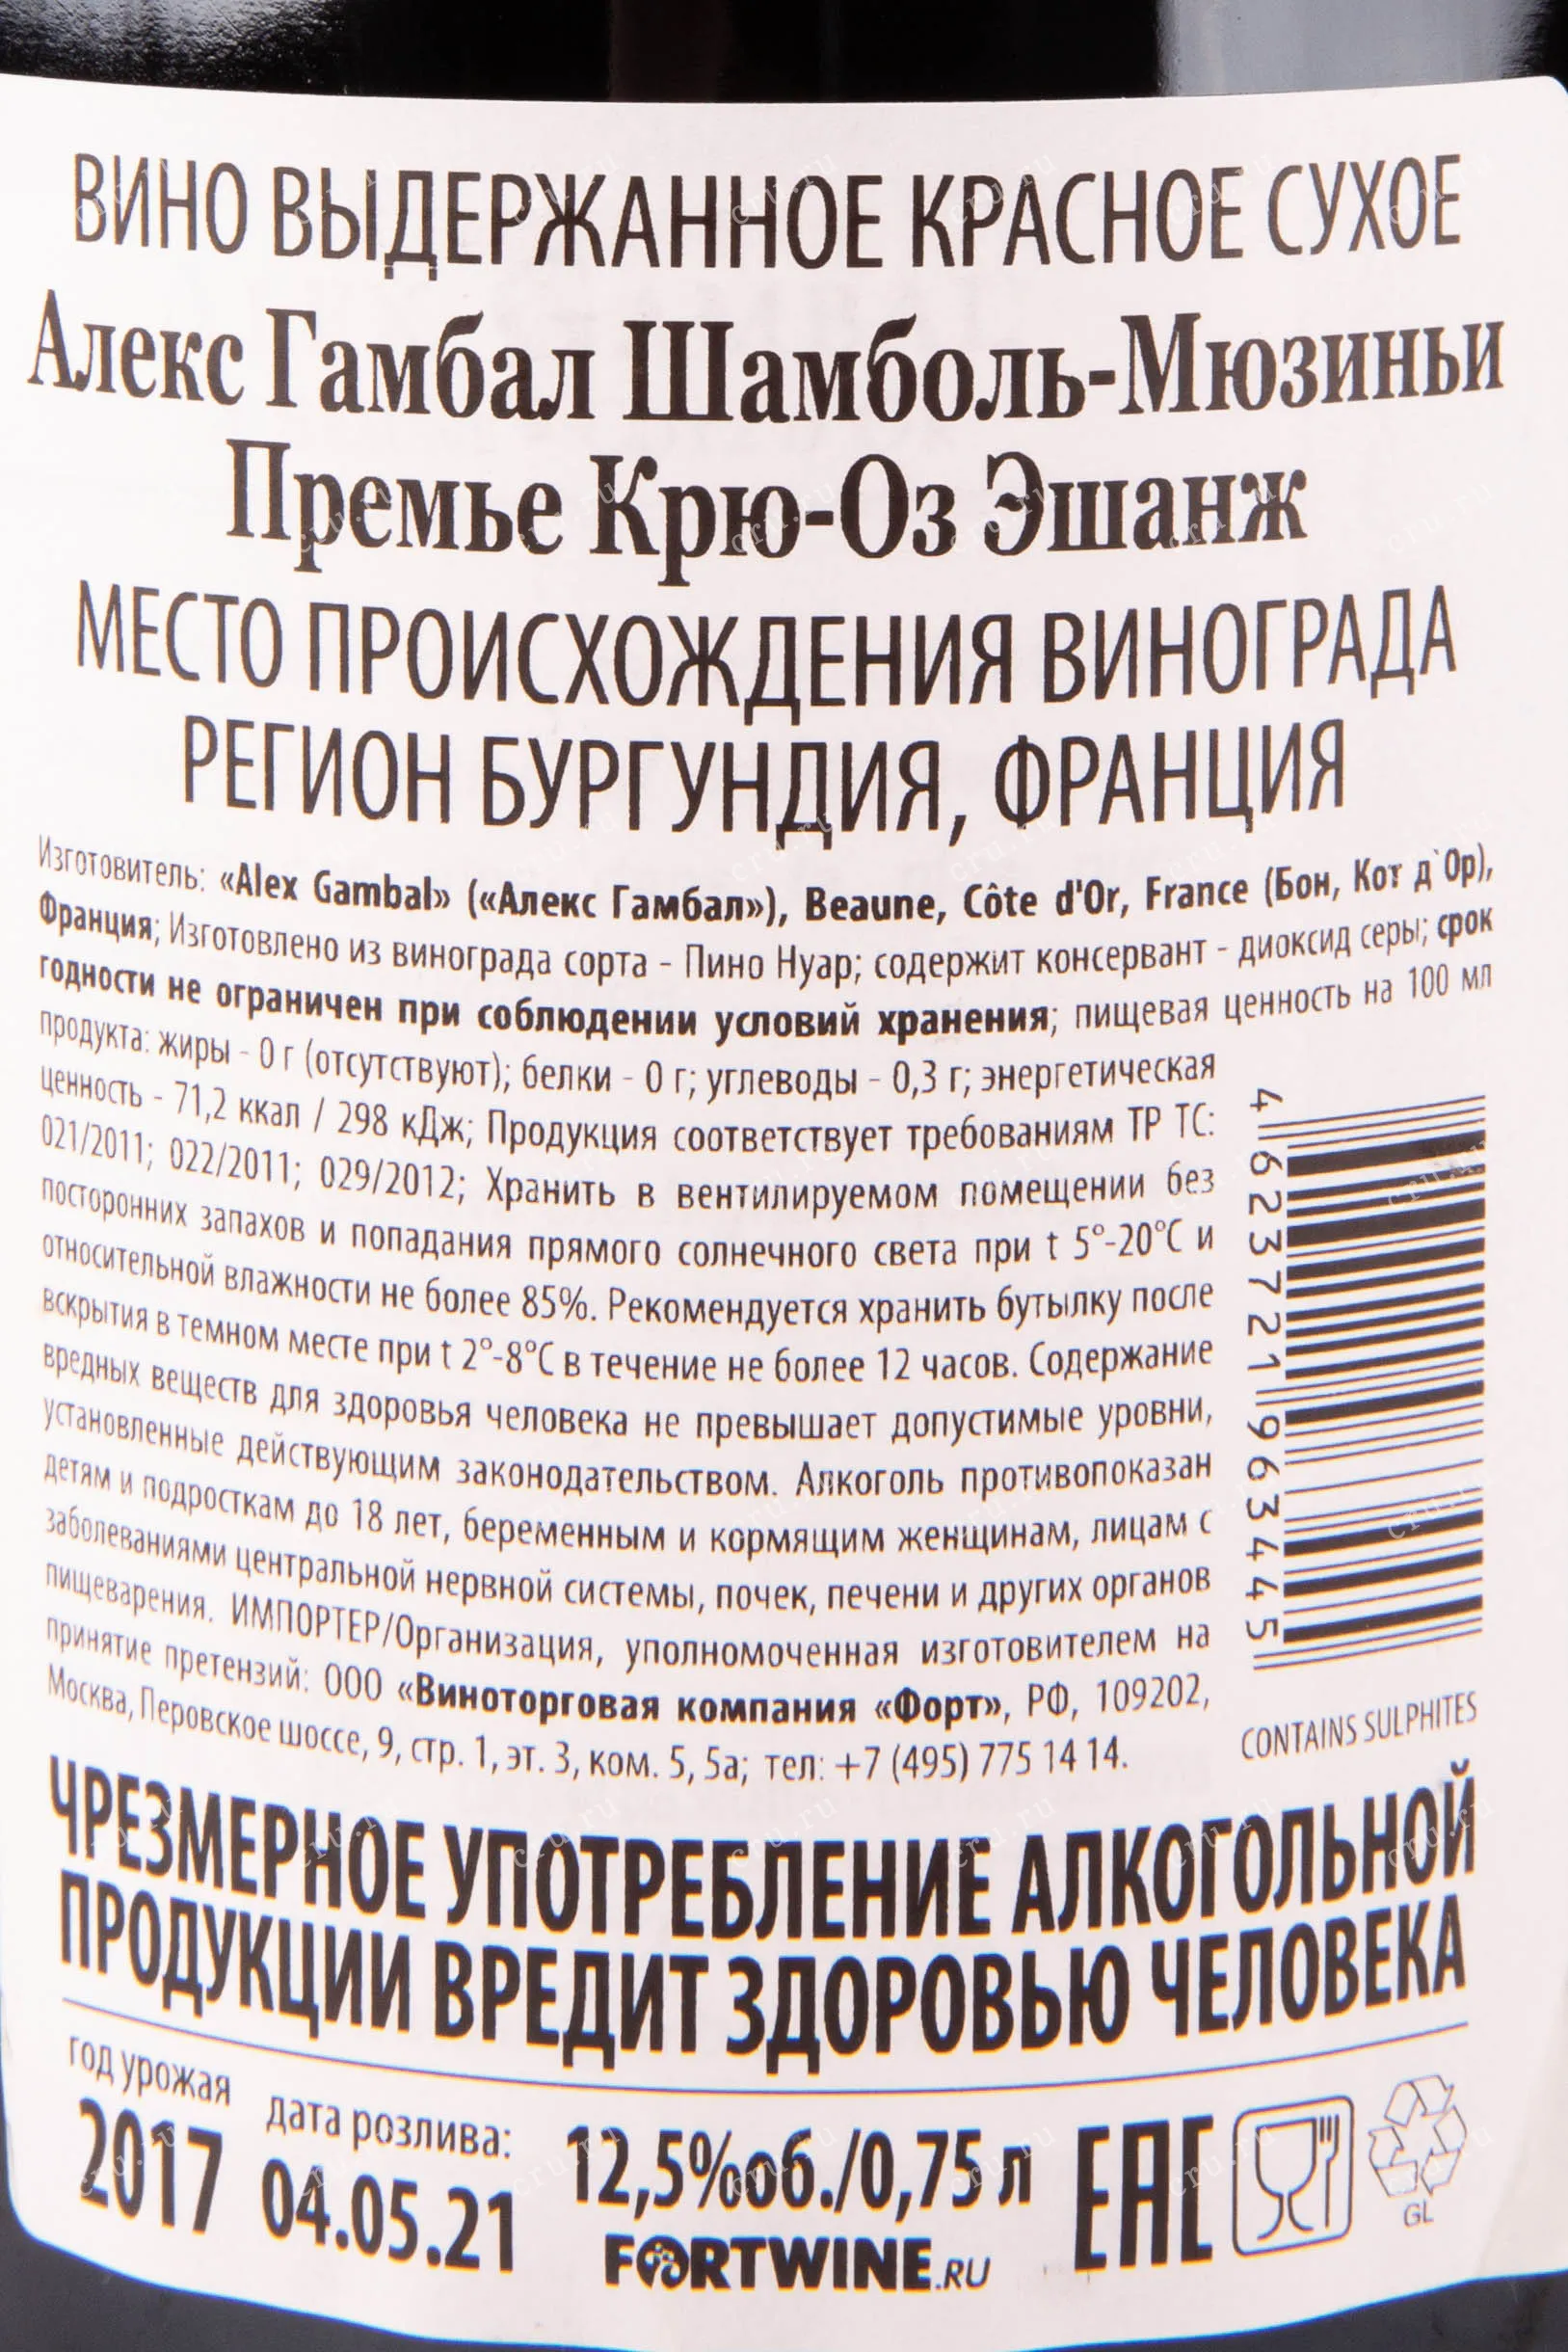 ВИНО ВЫДЕРЖАННОЕ КРАСНОЕ СУХОЕ
Алекс Гамбал Шамболь-Мюзиньи
Премье Крю-Оз Эшанж
МЕСТО ПРОИСХОЖДЕНИЯ ВИНОГРАДА
РЕГИОН БУРГУНДИЯ, ФРАНЦИЯ
Изготовитель: «Alex Gambal» («Алекс Гамбал»), Beaune, Côte d'Or, France (Бон, Кот д`Ор),
Франция; Изготовлено из винограда сорта - Пино Нуар; содержит консервант - диоксид серы; срок
годности не ограничен при соблюдении условий хранения; пищевая ценность на 100 мл
продукта: жиры - 0 г (отсутствуют); белки - 0 г; углеводы - 0,3 г; энергетическая
ценность - 71,2 ккал / 298 кДж; Продукция соответствует требованиям ТР ТС:
021/2011; 022/2011; 029/2012; Хранить в вентилируемом помещении без
посторонних запахов и попадания прямого солнечного света при t 5°-20°C и
относительной влажности не более 85%. Рекомендуется хранить бутылку после
вскрытия в темном месте при t 2°-8°C в течение не более 12 часов. Содержание
вредных веществ для здоровья человека не превышает допустимые уровни,
установленные действующим законодательством. Алкоголь противопоказан
детям и подросткам до 18 лет, беременным и кормящим женщинам, лицам с
заболеваниями центральной нервной системы, почек, печени и других органов
пищеварения. ИМПОРТЕР/Организация, уполномоченная изготовителем на
принятие претензий: ООО «Виноторговая компания «Форт», РФ, 109202,
Москва, Перовское шоссе, 9, стр. 1, эт. 3, ком. 5, 5а; тел: +7 (495) 775 14 14.
4 623721 963445
CONTAINS SULPHITES
ЧРЕЗМЕРНОЕ УПОТРЕБЛЕНИЕ АЛКОГОЛЬНОЙ
ПРОДУКЦИИ ВРЕДИТ ЗДОРОВЬЮ ЧЕЛОВЕКА
год урожая
2017
дата розлива:
04.05.21
12,5%об./0,75 л
FORTWINE.RU
EAC
GL
cru.ru